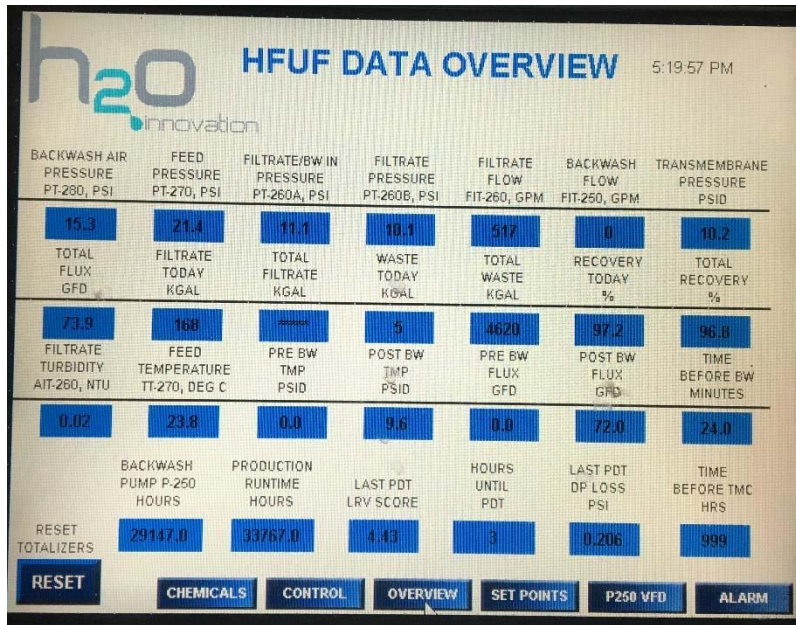 h2o
innovation
HFUF DATA OVERVIEW
5:19:57 PM
BACKWASH AIR PRESSURE PT-280, PSI
FEED PRESSURE PT-270, PSI
FILTRATE/BW IN PRESSURE PT-260A, PSI
FILTRATE PRESSURE PT-260B, PSI
FILTRATE FLOW FIT-260, GPM
BACKWASH FLOW FIT-250, GPM
TRANSMEMBRANE PRESSURE PSID
15.3 21.4 11.1 10.1 517 0 10.2
TOTAL FLUX GFD
FILTRATE TODAY KGAL
TOTAL FILTRATE KGAL
WASTE TODAY KGAL
TOTAL WASTE KGAL
RECOVERY TODAY %
TOTAL RECOVERY %
73.9 168 ****** 5 4620 97.2 96.8
FILTRATE TURBIDITY AIT-260, NTU
FEED TEMPERATURE TT-270, DEG C
PRE BW TMP PSID
POST BW TMP PSID
PRE BW FLUX GFD
POST BW FLUX GFD
TIME BEFORE BW MINUTES
0.02 23.8 0.0 9.6 0.0 72.0 24.0
BACKWASH PUMP P-250 HOURS
PRODUCTION RUNTIME HOURS
LAST PDT LRV SCORE
HOURS UNTIL PDT
LAST PDT DP LOSS PSI
TIME BEFORE TMC HRS
RESET TOTALIZERS
29147.0 33767.0 4.43 3 0.206 999
RESET
CHEMICALS CONTROL OVERVIEW SET POINTS P250 VFD ALARM